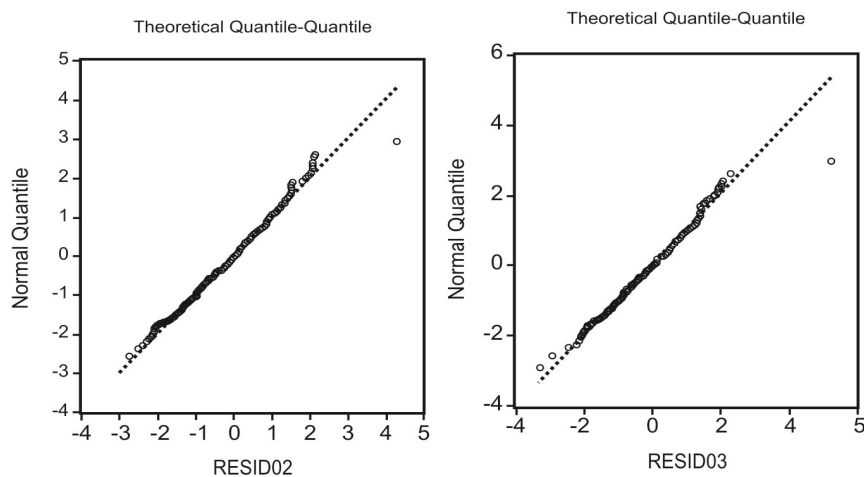 Theoretical Quantile-Quantile
5
4
3
2
1
0
-1
-2
-3
-4
Normal Quantile
-4 -3 -2 -1 0 1 2 3 4 5
RESID02
Theoretical Quantile-Quantile
6
4
2
0
-2
-4
Normal Quantile
-4 -2 0 2 4 5
RESID03